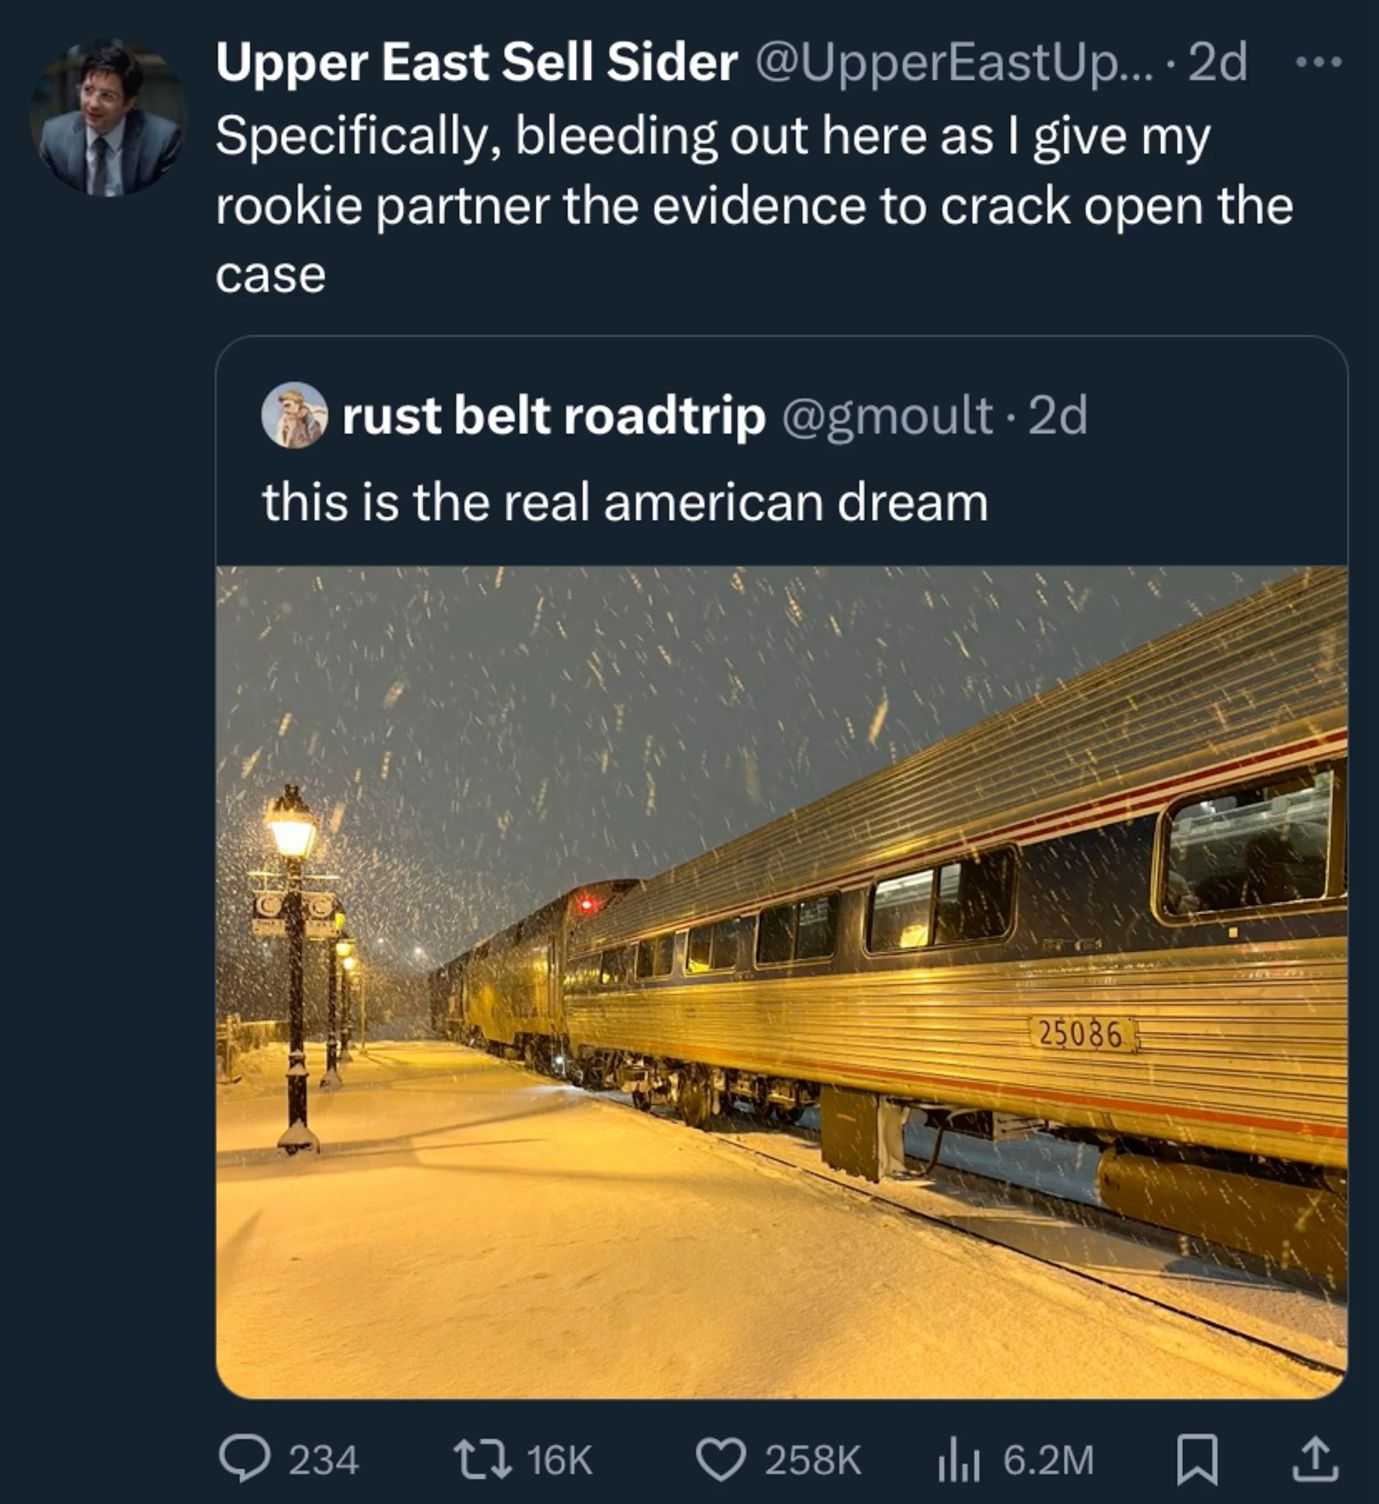 Upper East Sell Sider @UpperEastUp... · 2d
Specifically, bleeding out here as I give my
rookie partner the evidence to crack open the
case
rust belt roadtrip @gmoult · 2d
this is the real american dream
25086
234 16K 258K 6.2M